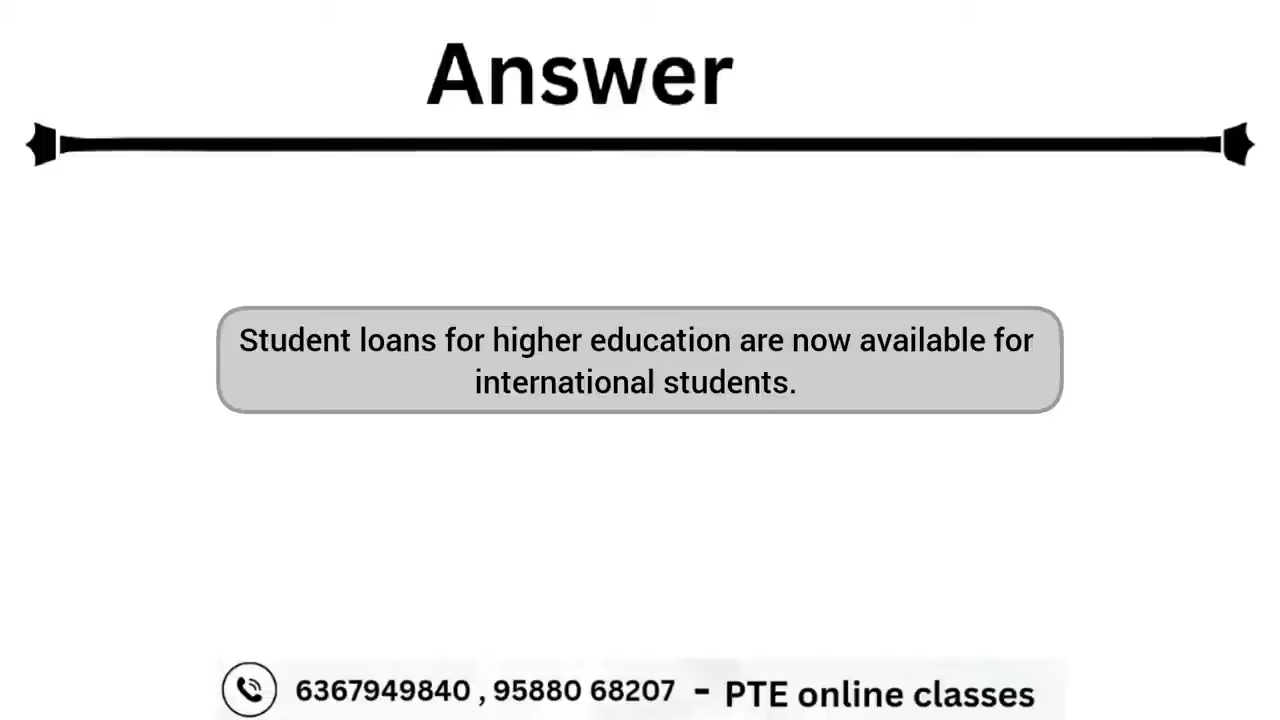 Answer
Student loans for higher education are now available for
international students.
6367949840 , 95880 68207 - PTE online classes